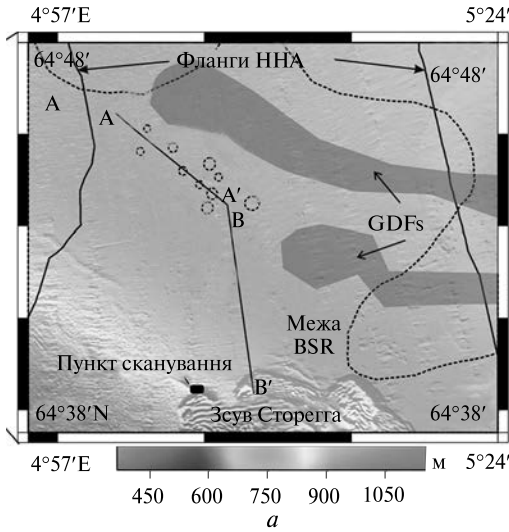 4°57′E 5°24′
64°48′ Фланги ННА 64°48′
A
A
A′
B
GDFs
Межа
BSR
Пункт сканування
B′
64°38′N Зсув Сторегга 64°38′
4°57′E м 5°24′
450 600 750 900 1050
а